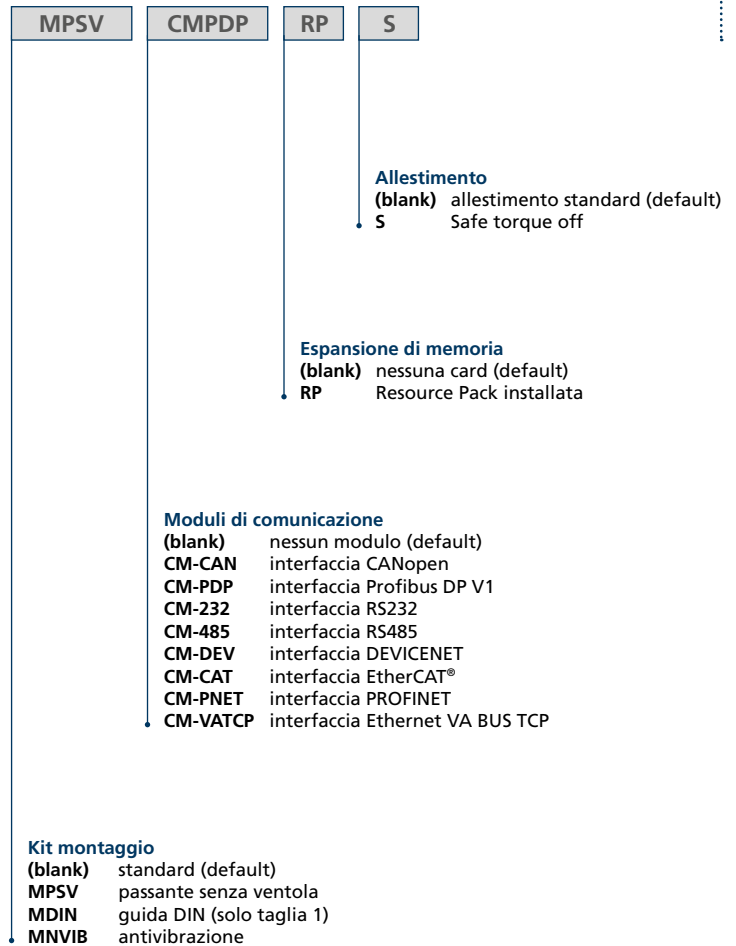 MPSV CMPDP RP S
Allestimento
(blank) allestimento standard (default)
S Safe torque off
Espansione di memoria
(blank) nessuna card (default)
RP Resource Pack installata
Moduli di comunicazione
(blank) nessun modulo (default)
CM-CAN interfaccia CANopen
CM-PDP interfaccia Profibus DP V1
CM-232 interfaccia RS232
CM-485 interfaccia RS485
CM-DEV interfaccia DEVICENET
CM-CAT interfaccia EtherCAT®
CM-PNET interfaccia PROFINET
CM-VATCP interfaccia Ethernet VA BUS TCP
Kit montaggio
(blank) standard (default)
MPSV passante senza ventola
MDIN guida DIN (solo taglia 1)
MNVIB antivibrazione